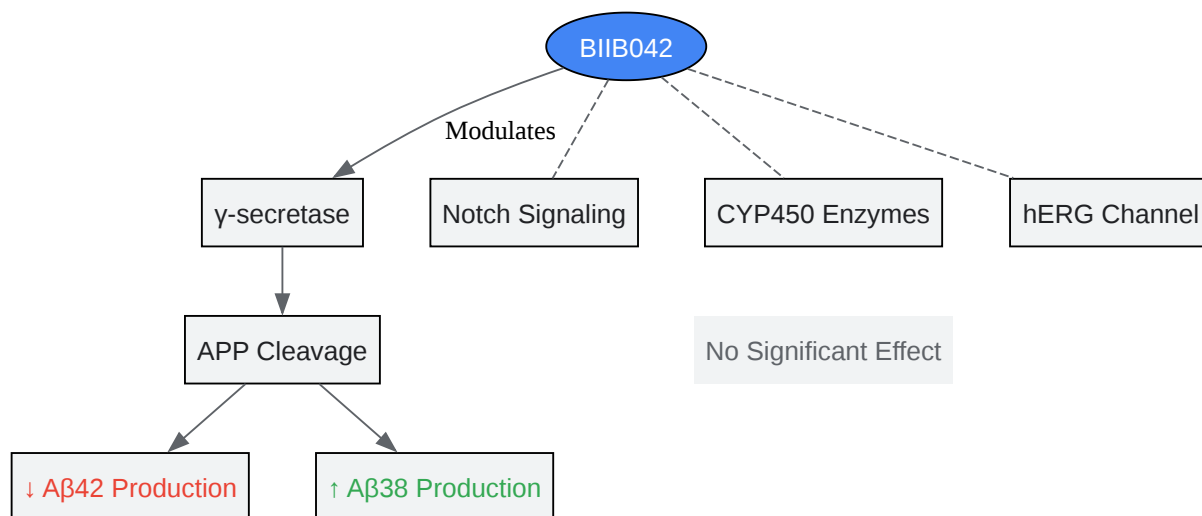 BIIB042
Modulates
γ-secretase
Notch Signaling
CYP450 Enzymes
hERG Channel
APP Cleavage
No Significant Effect
↓ Aβ42 Production
↑ Aβ38 Production